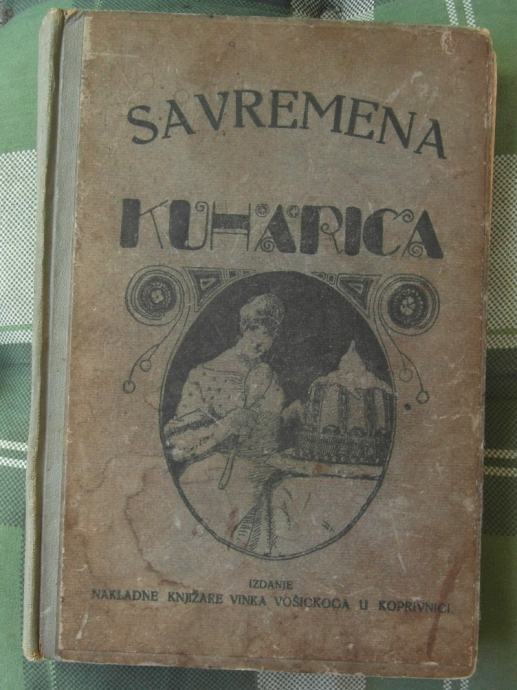 SAVREMENA
KUHARICA
IZDANJE
NAKLADNE KNJIŽARE VINKA VOŠICKOGA U KOPRIVNICI